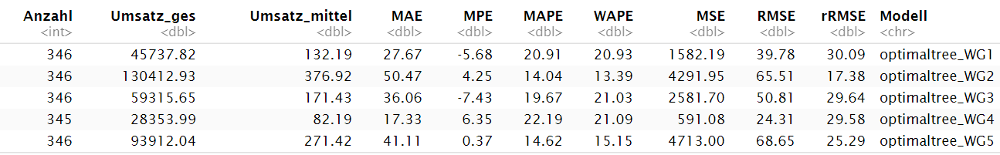 Anzahl Umsatz_ges Umsatz_mittel MAE MPE MAPE WAPE MSE RMSE rRMSE Modell
<int> <dbl> <dbl> <dbl> <dbl> <dbl> <dbl> <dbl> <dbl> <dbl> <chr>
346 45737.82 132.19 27.67 -5.68 20.91 20.93 1582.19 39.78 30.09 optimaltree_WG1
346 130412.93 376.92 50.47 4.25 14.04 13.39 4291.95 65.51 17.38 optimaltree_WG2
346 59315.65 171.43 36.06 -7.43 19.67 21.03 2581.70 50.81 29.64 optimaltree_WG3
345 28353.99 82.19 17.33 6.35 22.19 21.09 591.08 24.31 29.58 optimaltree_WG4
346 93912.04 271.42 41.11 0.37 14.62 15.15 4713.00 68.65 25.29 optimaltree_WG5